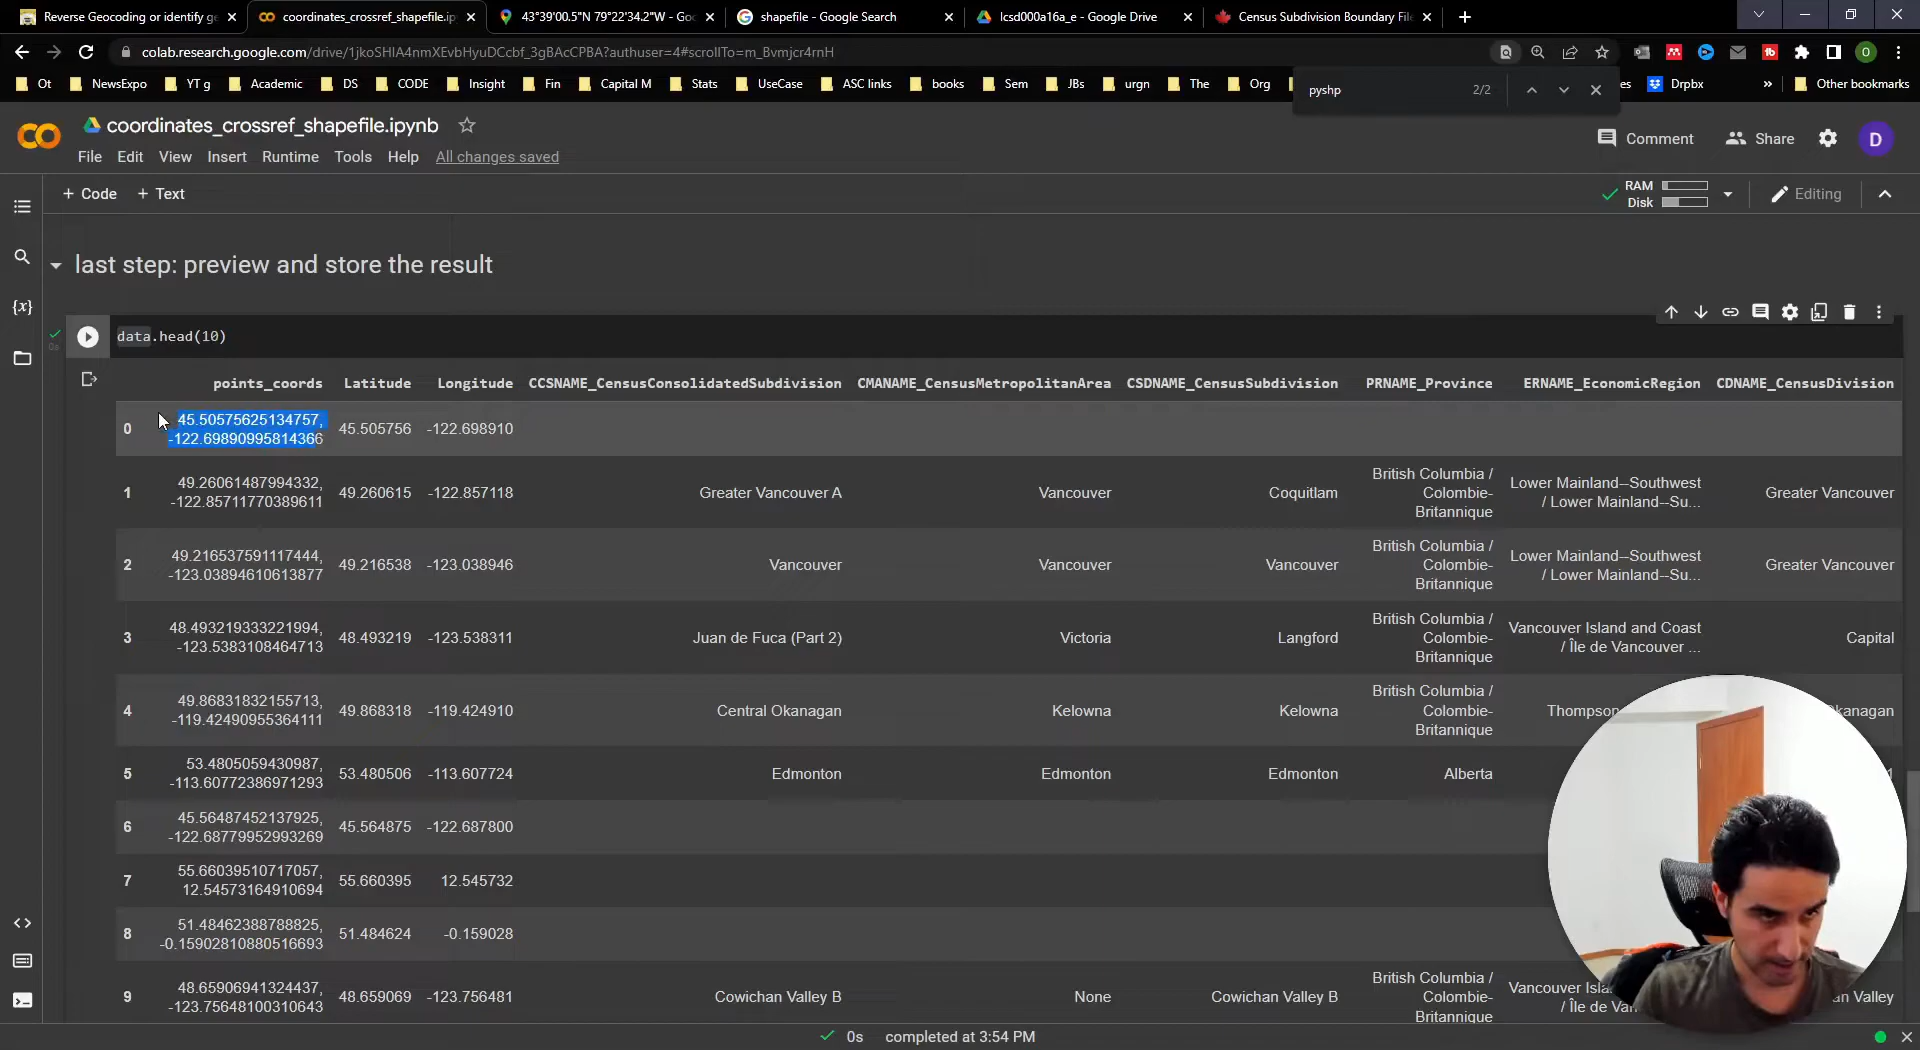 Reverse Geocoding or identify geo
coordinates_crossref_shapefile.ip
43°39'00.5"N 79°22'34.2"W - Goo
shapefile - Google Search
lcsd000a16a_e - Google Drive
Census Subdivision Boundary File
colab.research.google.com/drive/1jkoSHIA4nmXEvbHyuDCcbf_3gBAcCPBA?authuser=4#scrollTo=m_Bvmjcr4rnH
Ot NewsExpo YT g Academic DS CODE Insight Fin Capital M Stats UseCase ASC links books Sem JBs urgn The Org Drpbx » Other bookmarks
pyshp 2/2
coordinates_crossref_shapefile.ipynb
Comment Share D
File Edit View Insert Runtime Tools Help All changes saved
+ Code + Text
RAM
Disk
Editing
last step: preview and store the result
data.head(10)
0s
points_coords Latitude Longitude CCSNAME_CensusConsolidatedSubdivision CMANAME_CensusMetropolitanArea CSDNAME_CensusSubdivision PRNAME_Province ERNAME_EconomicRegion CDNAME_CensusDivision
0 45.50575625134757,
-122.69890995814366 45.505756 -122.698910
1 49.26061487994332,
-122.85711770389611 49.260615 -122.857118 Greater Vancouver A Vancouver Coquitlam British Columbia /
Colombie-
Britannique Lower Mainland--Southwest
/ Lower Mainland--Su... Greater Vancouver
2 49.216537591117444,
-123.03894610613877 49.216538 -123.038946 Vancouver Vancouver Vancouver British Columbia /
Colombie-
Britannique Lower Mainland--Southwest
/ Lower Mainland--Su... Greater Vancouver
3 48.493219333221994,
-123.5383108464713 48.493219 -123.538311 Juan de Fuca (Part 2) Victoria Langford British Columbia /
Colombie-
Britannique Vancouver Island and Coast
/ Île de Vancouver ... Capital
4 49.86831832155713,
-119.42490955364111 49.868318 -119.424910 Central Okanagan Kelowna Kelowna British Columbia /
Colombie-
Britannique
5 53.4805059430987,
-113.60772386971293 53.480506 -113.607724 Edmonton Edmonton Edmonton Alberta
6 45.56487452137925,
-122.68779952993269 45.564875 -122.687800
7 55.66039510717057,
12.54573164910694 55.660395 12.545732
8 51.48462388788825,
-0.15902810880516693 51.484624 -0.159028
9 48.65906941324437,
-123.75648100310643 48.659069 -123.756481 Cowichan Valley B None Cowichan Valley B British Columbia /
Colombie-
Britannique
0s completed at 3:54 PM